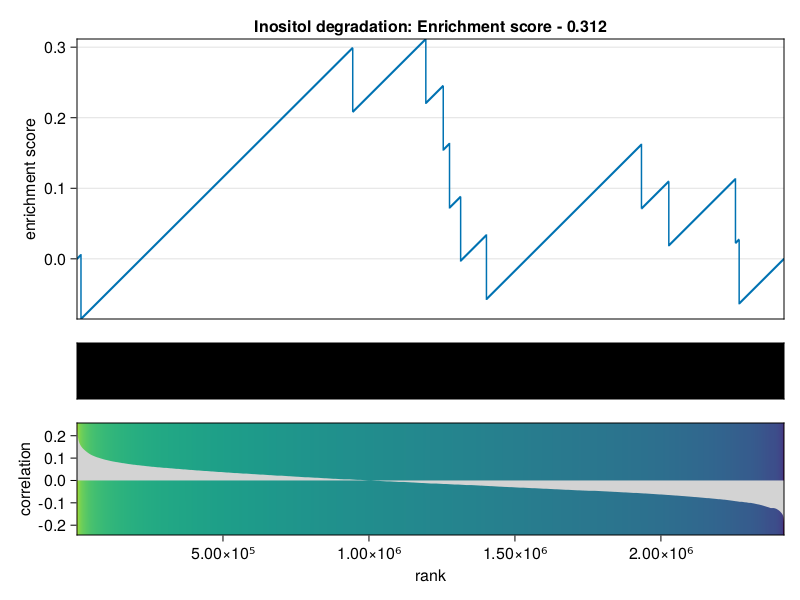 Inositol degradation: Enrichment score - 0.312
enrichment score
0.3
0.2
0.1
0.0
correlation
0.2
0.1
0.0
-0.1
-0.2
5.00×10⁵ 1.00×10⁶ 1.50×10⁶ 2.00×10⁶
rank